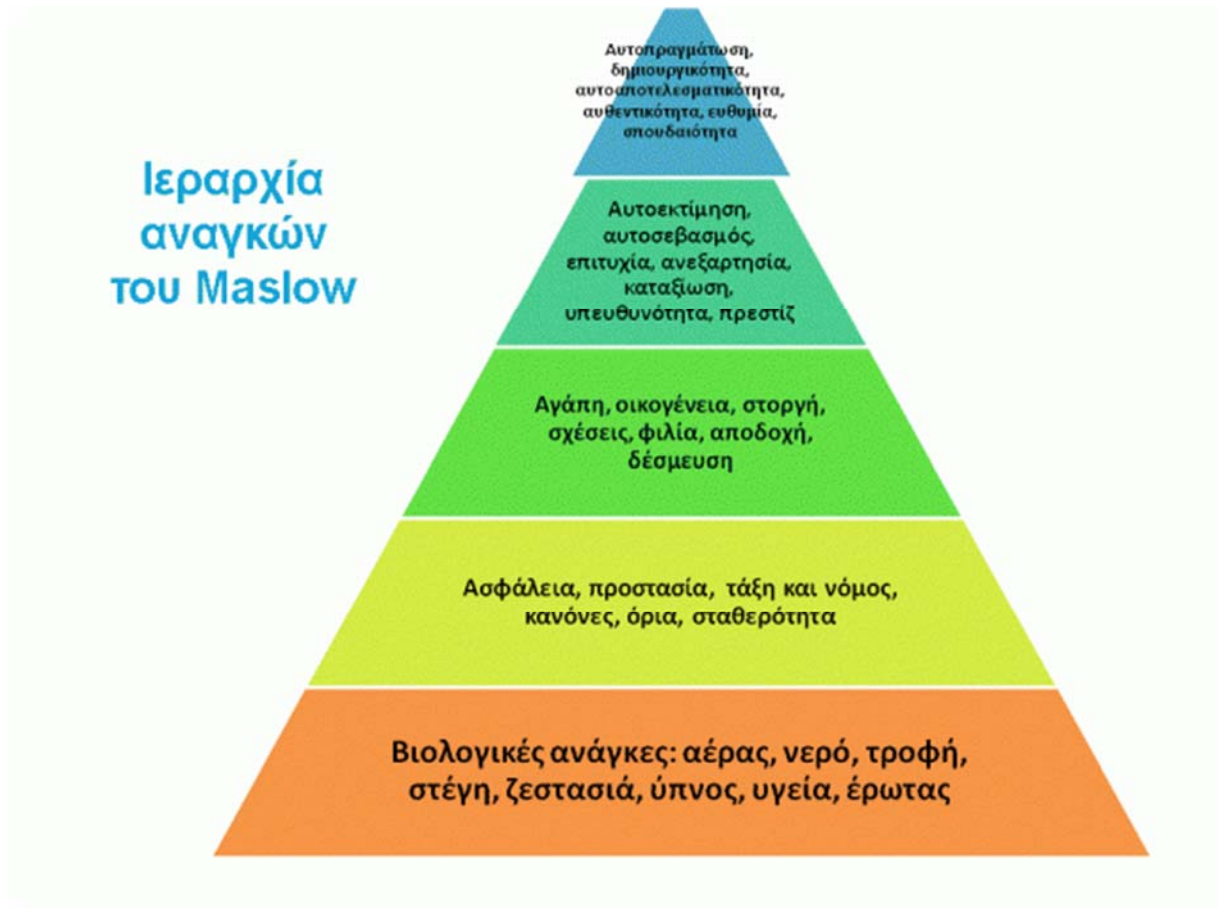 Ιεραρχία
αναγκών
του Maslow
Αυτοπραγμάτωση,
δημιουργικότητα,
αυτοαποτελεσματικότητα,
αυθεντικότητα, ευθυμία,
σπουδαιότητα
Αυτοεκτίμηση,
αυτοσεβασμός,
επιτυχία, ανεξαρτησία,
καταξίωση,
υπευθυνότητα, πρεστίζ
Αγάπη, οικογένεια, στοργή,
σχέσεις, φιλία, αποδοχή,
δέσμευση
Ασφάλεια, προστασία, τάξη και νόμος,
κανόνες, όρια, σταθερότητα
Βιολογικές ανάγκες: αέρας, νερό, τροφή,
στέγη, ζεστασιά, ύπνος, υγεία, έρωτας